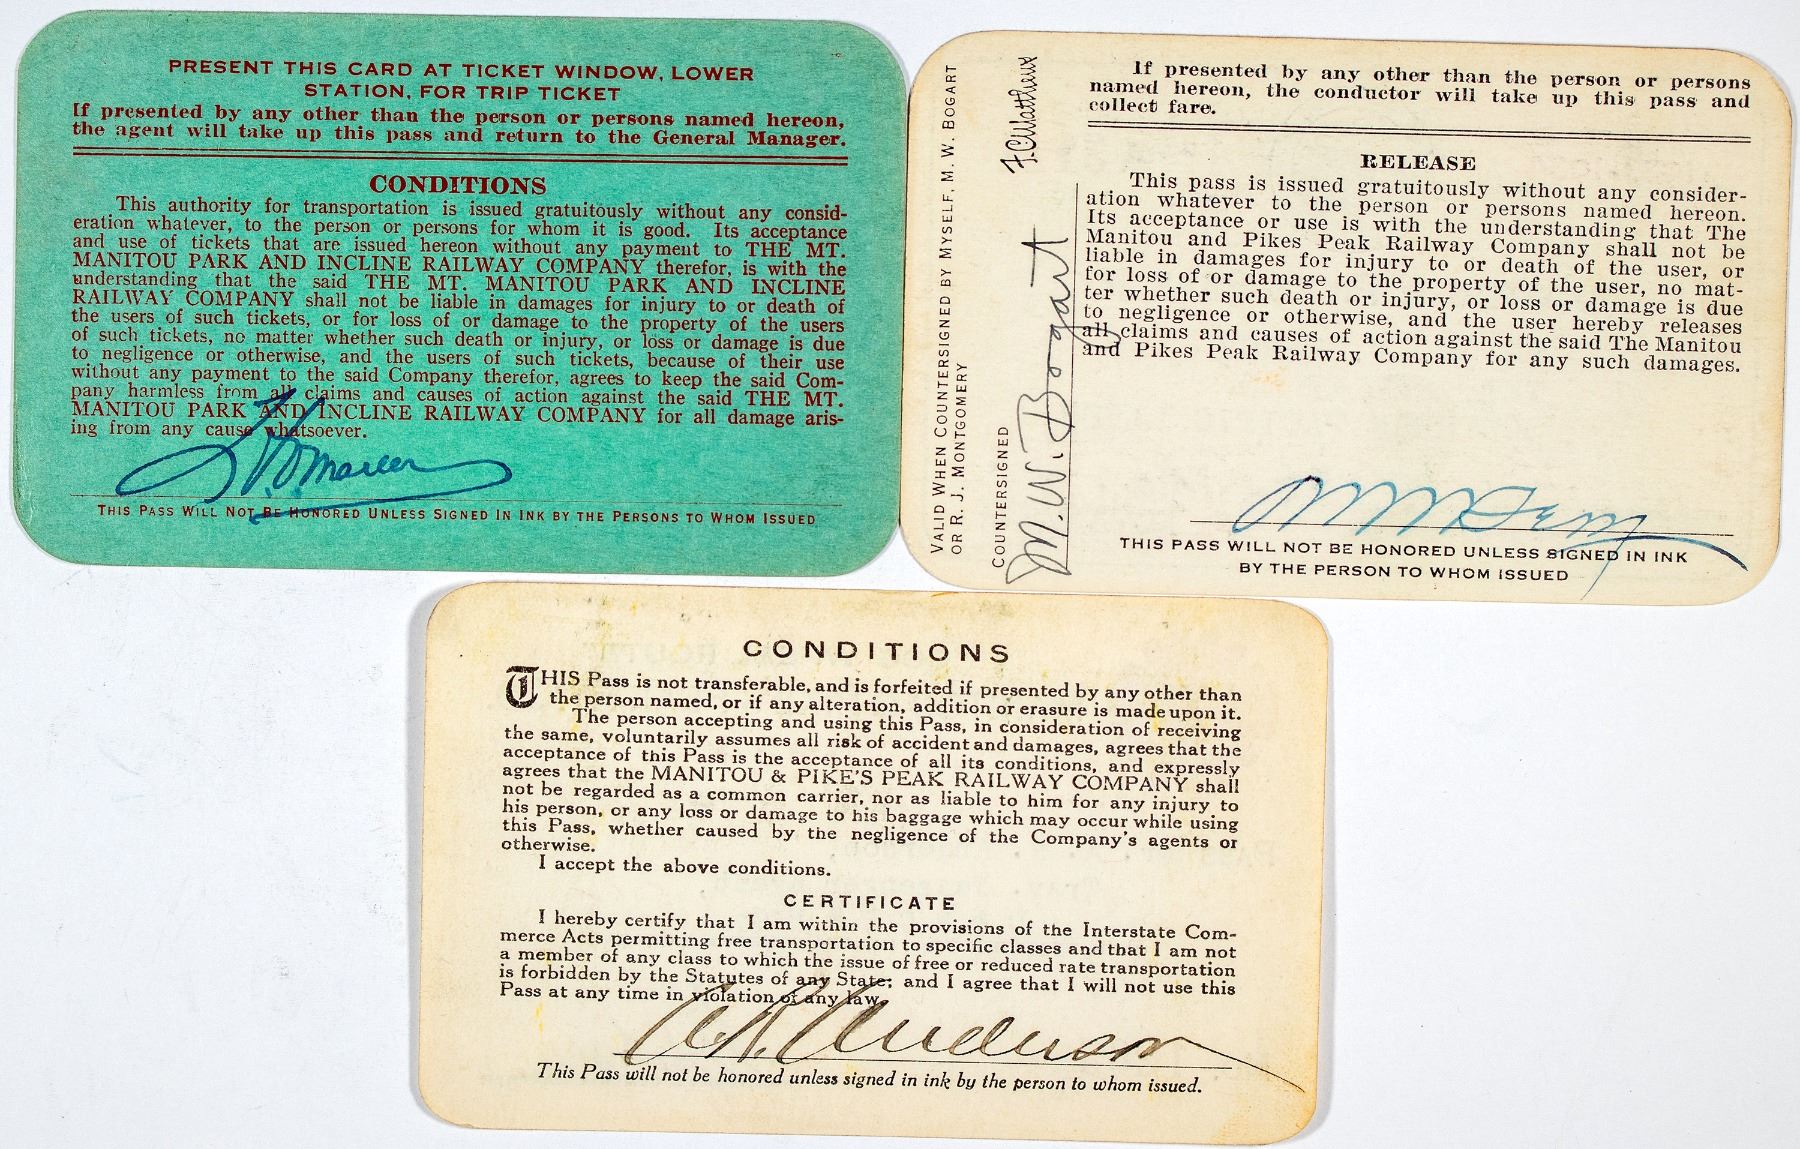 PRESENT THIS CARD AT TICKET WINDOW, LOWER
STATION, FOR TRIP TICKET
If presented by any other than the person or persons named hereon,
the agent will take up this pass and return to the General Manager.
CONDITIONS
This authority for transportation is issued gratuitously without any consid-
eration whatever, to the person or persons for whom it is good. Its acceptance
and use of tickets that are issued hereon without any payment to THE MT.
MANITOU PARK AND INCLINE RAILWAY COMPANY therefor, is with the
understanding that the said THE MT. MANITOU PARK AND INCLINE
RAILWAY COMPANY shall not be liable in damages for injury to or death of
the users of such tickets, or for loss of or damage to the property of the users
of such tickets, no matter whether such death or injury, or loss or damage is due
to negligence or otherwise, and the users of such tickets, because of their use
without any payment to the said Company therefor, agrees to keep the said Com-
pany harmless from all claims and causes of action against the said THE MT.
MANITOU PARK AND INCLINE RAILWAY COMPANY for all damage aris-
ing from any cause whatsoever.
THIS PASS WILL NOT BE HONORED UNLESS SIGNED IN INK BY THE PERSONS TO WHOM ISSUED
VALID WHEN COUNTERSIGNED BY MYSELF, M. W. BOGART
OR R. J. MONTGOMERY
COUNTERSIGNED
M. W. Bogart
J. C. Matthews
If presented by any other than the person or persons
named hereon, the conductor will take up this pass and
collect fare.
RELEASE
This pass is issued gratuitously without any consider-
ation whatever to the person or persons named hereon.
Its acceptance or use is with the understanding that The
Manitou and Pikes Peak Railway Company shall not be
liable in damages for injury to or death of the user, or
for loss of or damage to the property of the user, no mat-
ter whether such death or injury, or loss or damage is due
to negligence or otherwise, and the user hereby releases
all claims and causes of action against the said The Manitou
and Pikes Peak Railway Company for any such damages.
THIS PASS WILL NOT BE HONORED UNLESS SIGNED IN INK
BY THE PERSON TO WHOM ISSUED
CONDITIONS
THIS Pass is not transferable, and is forfeited if presented by any other than
the person named, or if any alteration, addition or erasure is made upon it.
The person accepting and using this Pass, in consideration of receiving
the same, voluntarily assumes all risk of accident and damages, agrees that the
acceptance of this Pass is the acceptance of all its conditions, and expressly
agrees that the MANITOU & PIKE'S PEAK RAILWAY COMPANY shall
not be regarded as a common carrier, nor as liable to him for any injury to
his person, or any loss or damage to his baggage which may occur while using
this Pass, whether caused by the negligence of the Company's agents or
otherwise.
I accept the above conditions.
CERTIFICATE
I hereby certify that I am within the provisions of the Interstate Com-
merce Acts permitting free transportation to specific classes and that I am not
a member of any class to which the issue of free or reduced rate transportation
is forbidden by the Statutes of any State; and I agree that I will not use this
Pass at any time in violation of any law.
Anderson
This Pass will not be honored unless signed in ink by the person to whom issued.